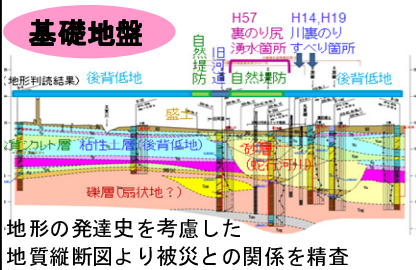 基礎地盤
H57
裏のり尻
湧水箇所
H14,H19
川裏のり
すべり箇所
自然堤防
旧河道
(地形判読結果)
後背低地
自然堤防
後背低地
盛土
質シルト層
粘性土層(後背低地)
砂層
(蛇行河川)
礫層(扇状地?)
地形の発達史を考慮した
地質縦断図より被災との関係を精査